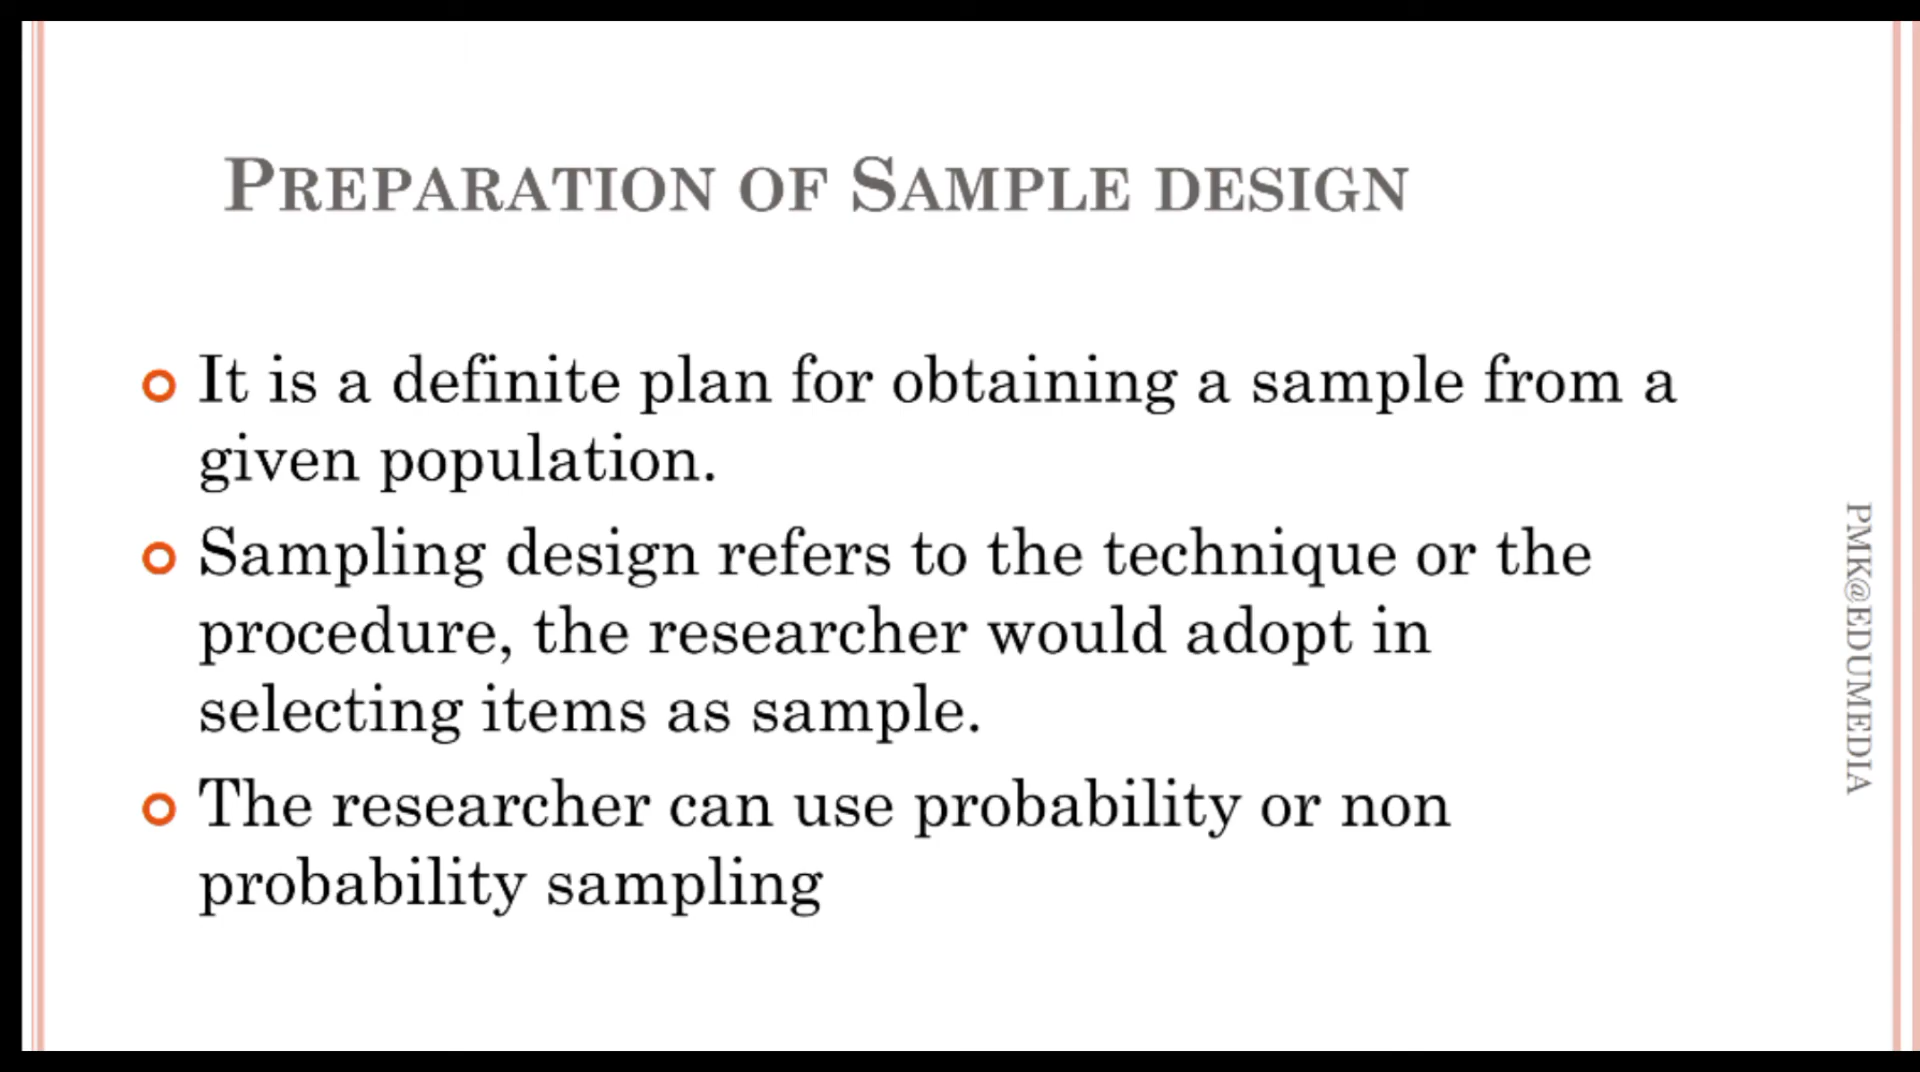 PREPARATION OF SAMPLE DESIGN
It is a definite plan for obtaining a sample from a
given population.
Sampling design refers to the technique or the
procedure, the researcher would adopt in
selecting items as sample.
The researcher can use probability or non
probability sampling
PMK@EDUMEDIA